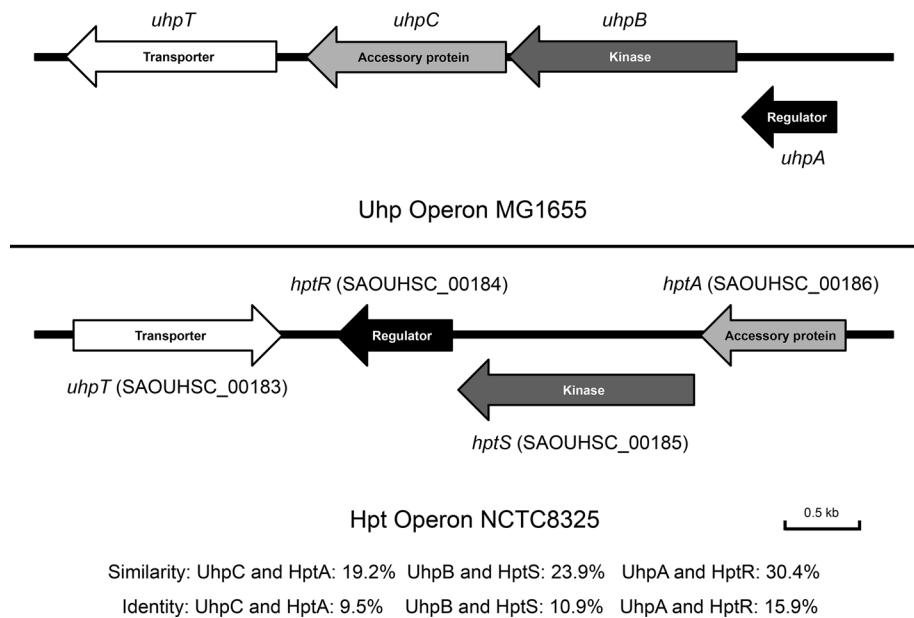 uhpT uhpC uhpB
Transporter Accessory protein Kinase
Regulator
uhpA
Uhp Operon MG1655
hptR (SAOUHSC_00184) hptA (SAOUHSC_00186)
Transporter Regulator Accessory protein
uhpT (SAOUHSC_00183) Kinase
hptS (SAOUHSC_00185)
Hpt Operon NCTC8325 0.5 kb
Similarity: UhpC and HptA: 19.2% UhpB and HptS: 23.9% UhpA and HptR: 30.4%
Identity: UhpC and HptA: 9.5% UhpB and HptS: 10.9% UhpA and HptR: 15.9%